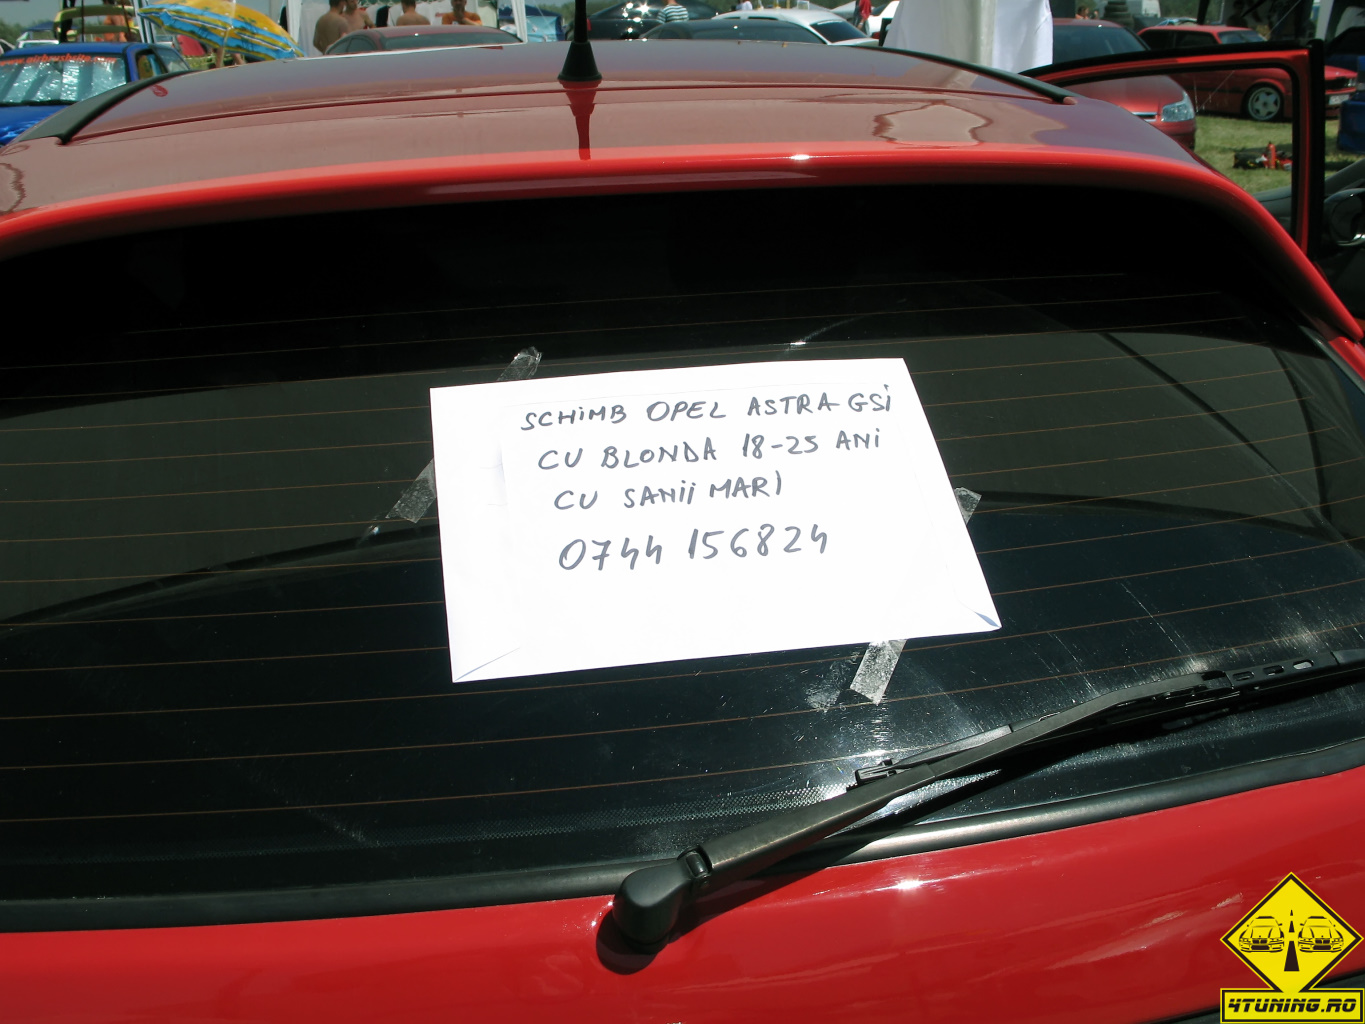 SCHiMB OPEL ASTRA GSi
CU BLONDA 18-25 ANi
CU SANii MARI
0744 156824
4TUNING.RO